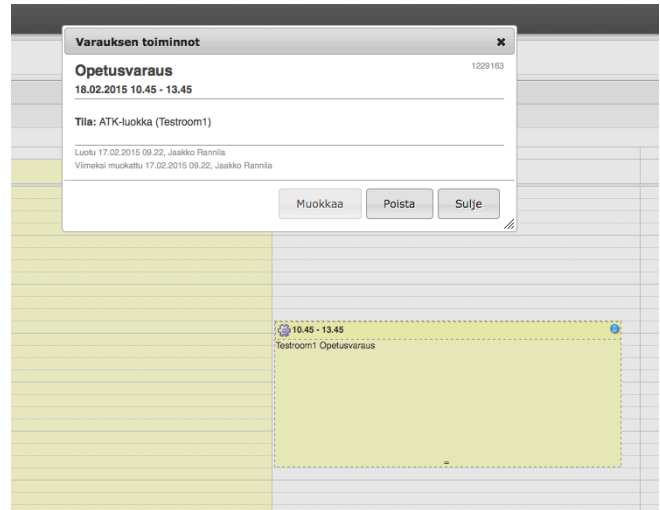 Varauksen toiminnot
Opetusvaraus
1229163
18.02.2015 10.45 - 13.45
Tila: ATK-luokka (Testroom1)
Luotu 17.02.2015 09.22, Jaakko Rannila
Viimeksi muokattu 17.02.2015 09.22, Jaakko Rannila
Muokkaa Poista Sulje
10.45 - 13.45
Testroom1 Opetusvaraus